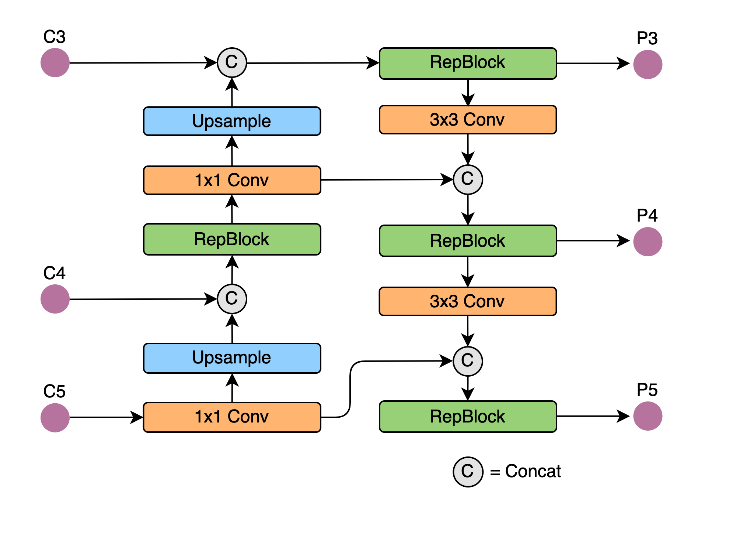 C3
C
RepBlock
P3
Upsample
3x3 Conv
1x1 Conv
C
RepBlock
RepBlock
P4
C4
C
3x3 Conv
Upsample
C
C5
1x1 Conv
RepBlock
P5
C = Concat